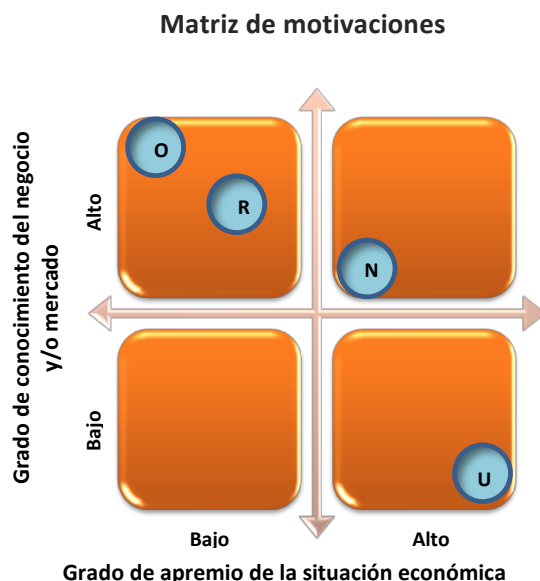 Matriz de motivaciones
Grado de conocimiento del negocio
y/o mercado
Alto
Bajo
O
R
N
U
Bajo
Alto
Grado de apremio de la situación económica